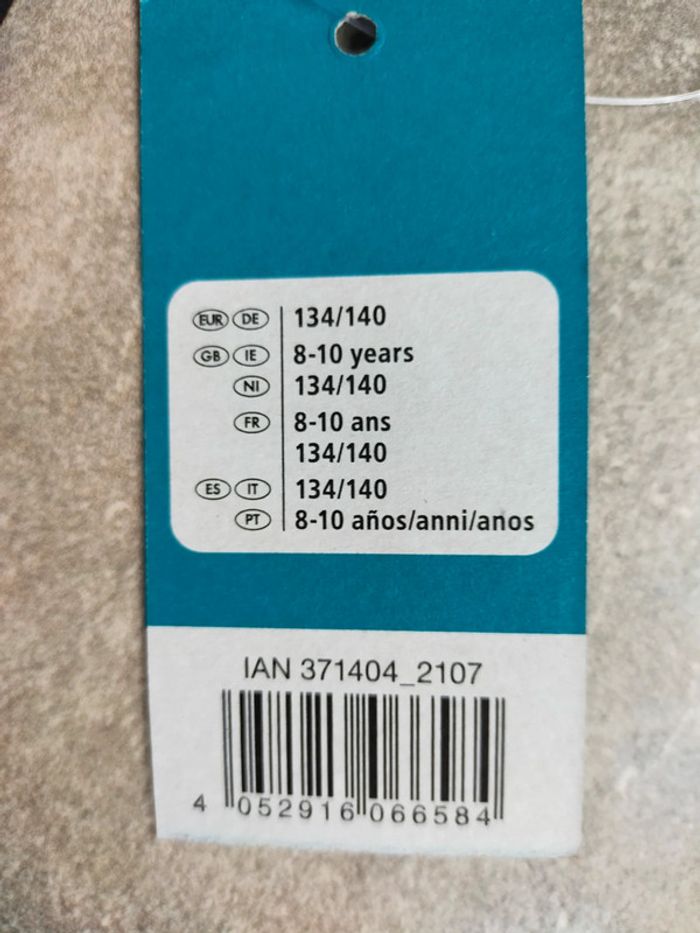 EUR DE 134/140
GB IE 8-10 years
NI 134/140
FR 8-10 ans
134/140
ES IT 134/140
PT 8-10 años/anni/anos
IAN 371404_2107
4 052916 066584